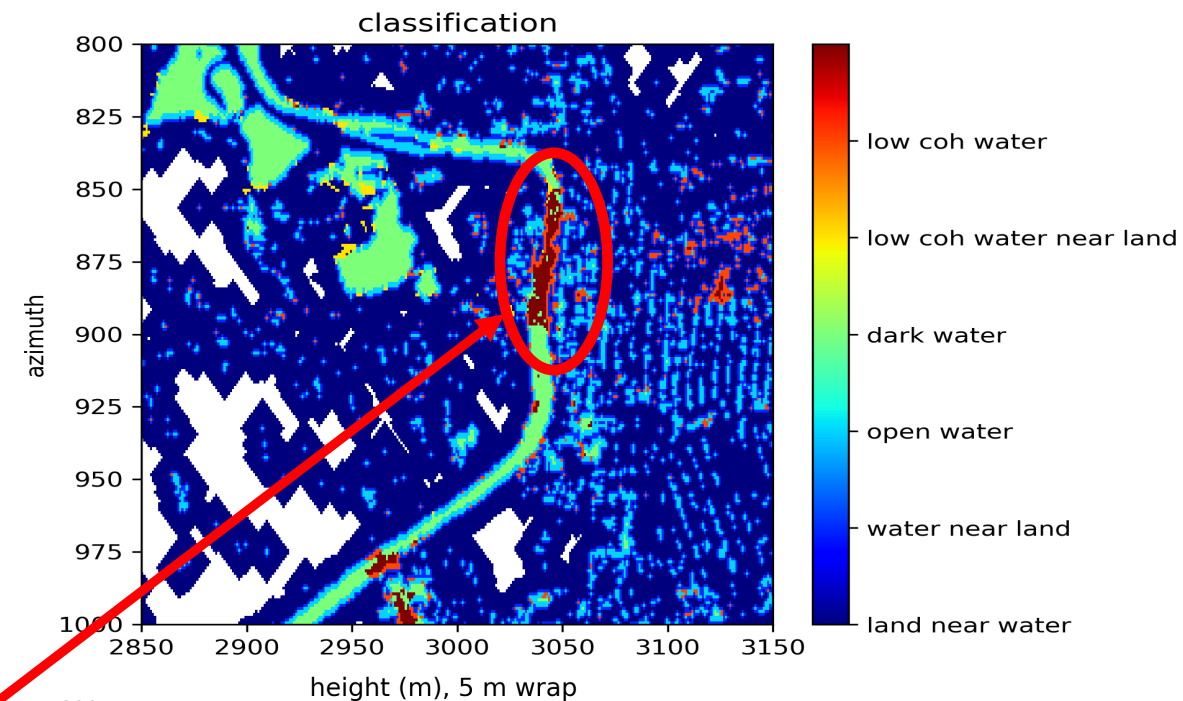 classification
800
825
850
875
900
925
950
975
1000
azimuth
2850 2900 2950 3000 3050 3100 3150
height (m), 5 m wrap
low coh water
low coh water near land
dark water
open water
water near land
land near water